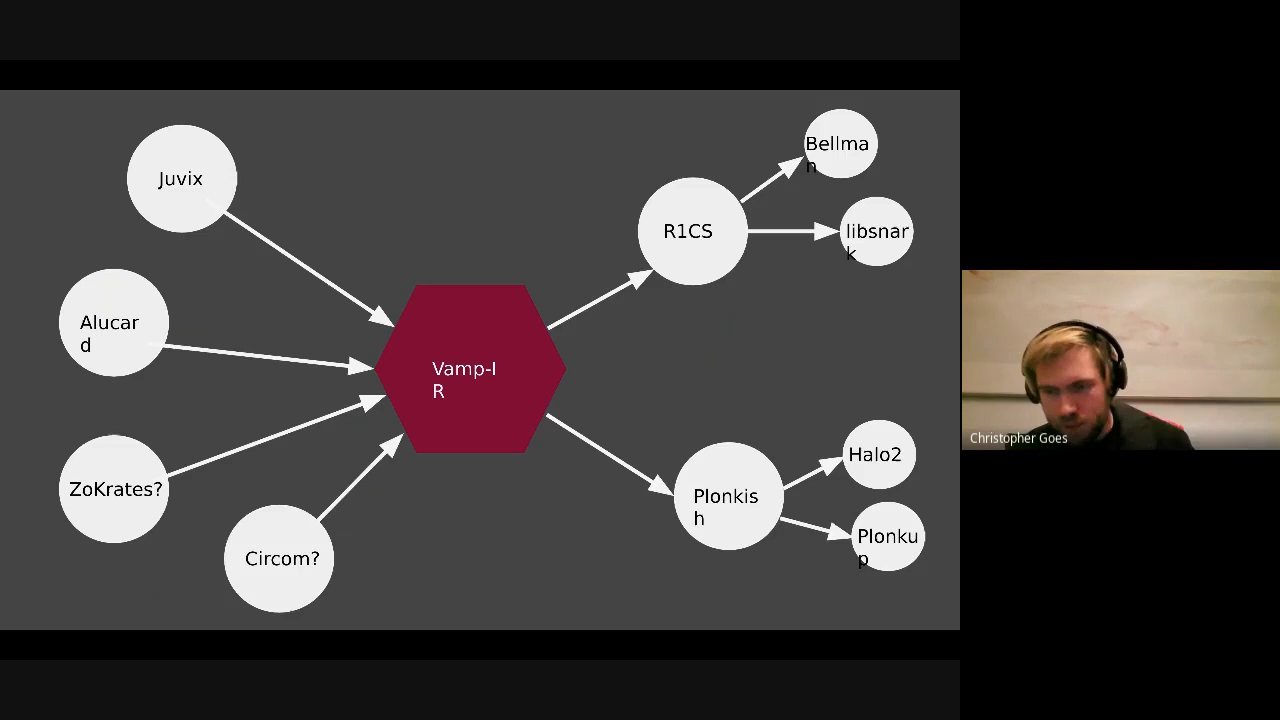 Juvix
Alucar
d
ZoKrates?
Circom?
Vamp-I
R
R1CS
Bellma
n
libsnar
k
Plonkis
h
Halo2
Plonku
p
Christopher Goes